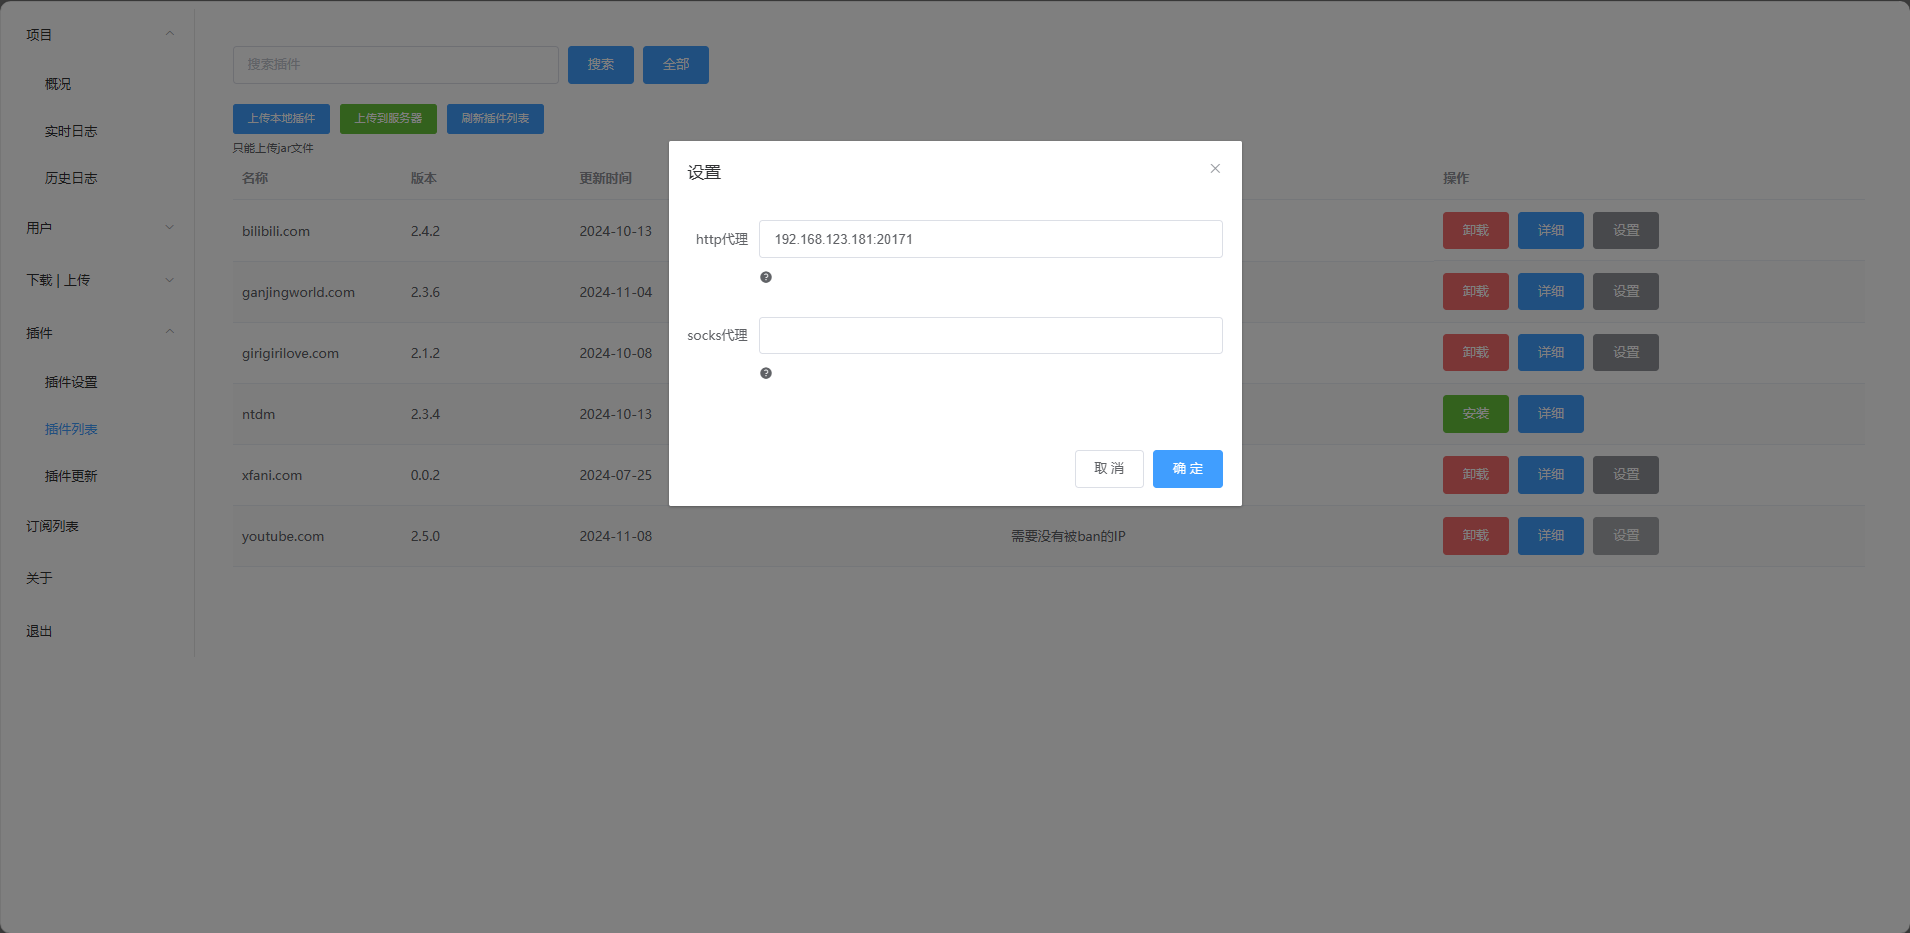 项目
概况
实时日志
历史日志
用户
下载 | 上传
插件
插件设置
插件列表
插件更新
订阅列表
关于
退出
搜索插件 搜索 全部
上传本地插件 上传到服务器 刷新插件列表
只能上传jar文件
名称 版本 更新时间 操作
bilibili.com 2.4.2 2024-10-13 卸载 详细 设置
ganjingworld.com 2.3.6 2024-11-04 卸载 详细 设置
girigirilove.com 2.1.2 2024-10-08 卸载 详细 设置
ntdm 2.3.4 2024-10-13 安装 详细
xfani.com 0.0.2 2024-07-25 卸载 详细 设置
youtube.com 2.5.0 2024-11-08 需要没有被ban的IP 卸载 详细 设置
设置
http代理 192.168.123.181:20171
socks代理
取 消 确 定